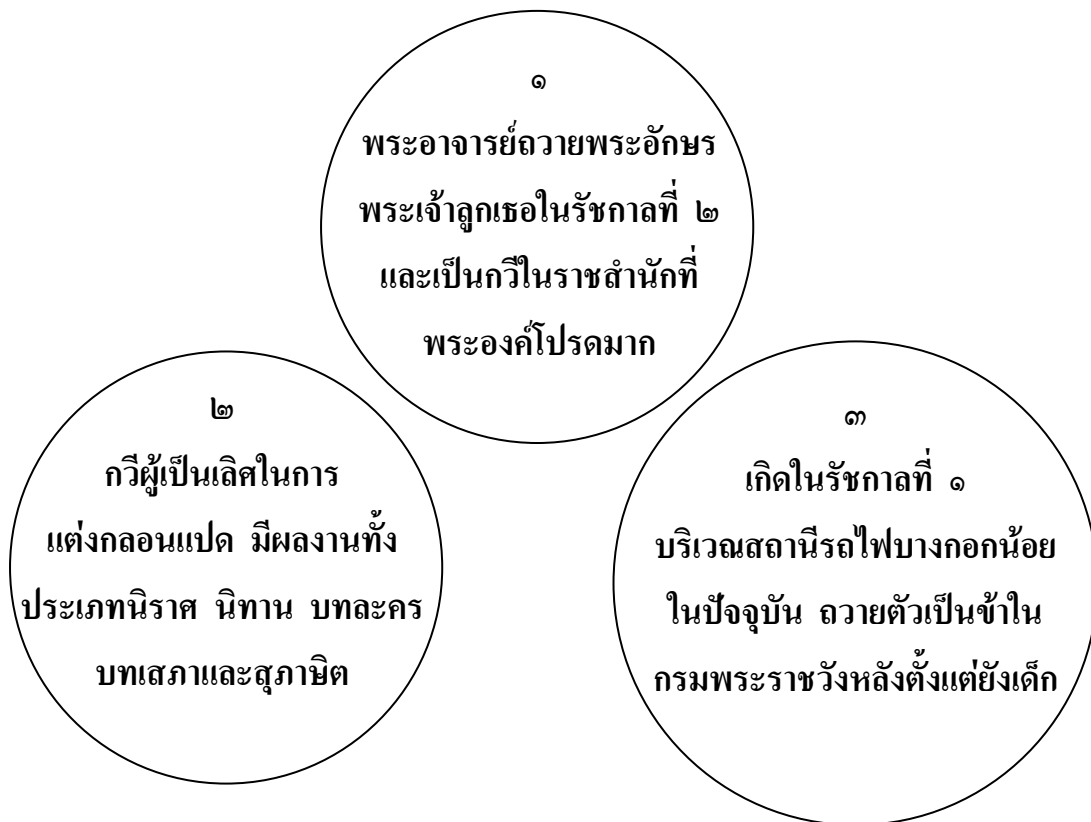 ๑
พระอาจารย์ถวายพระอักษร
พระเจ้าลูกเธอในรัชกาลที่ ๒
และเป็นกวีในราชสำนักที่
พระองค์โปรดมาก
๒
กวีผู้เป็นเลิศในการ
แต่งกลอนแปด มีผลงานทั้ง
ประเภทนิราศ นิทาน บทละคร
บทเสภาและสุภาษิต
๓
เกิดในรัชกาลที่ ๑
บริเวณสถานีรถไฟบางกอกน้อย
ในปัจจุบัน ถวายตัวเป็นข้าใน
กรมพระราชวังหลังตั้งแต่ยังเด็ก